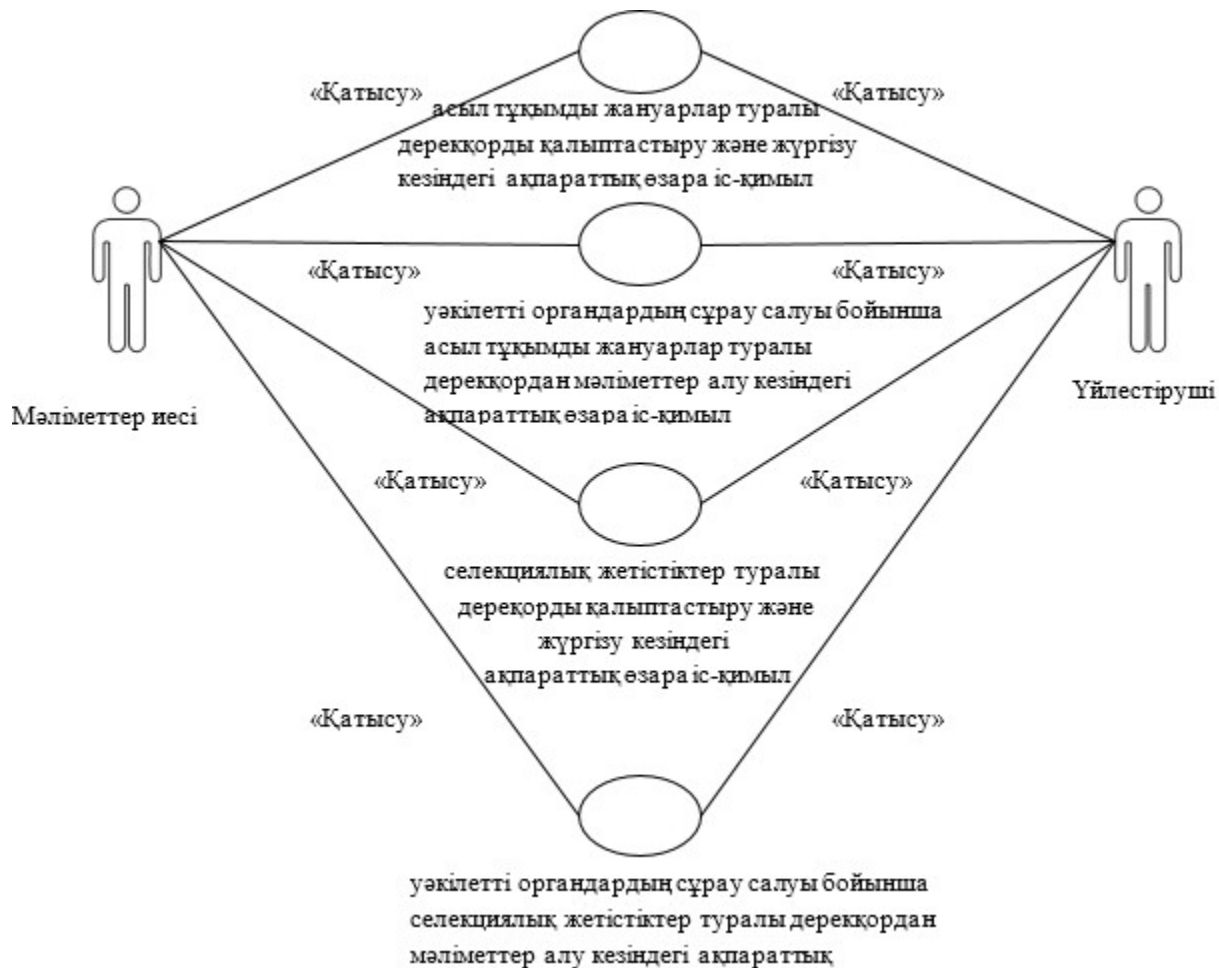 «Қатысу»
«Қатысу»
асыл тұқымды жануарлар туралы
дерекқорды қалыптастыру және жүргізу
кезіндегі ақпараттық өзара іс-қимыл
«Қатысу»
«Қатысу»
уәкілетті органдардың сұрау салуы бойынша
асыл тұқымды жануарлар туралы
дерекқордан мәліметтер алу кезіндегі
ақпараттық өзара іс-қимыл
Мәліметтер иесі
Үйлестіруші
«Қатысу»
«Қатысу»
селекциялық жетістіктер туралы
дереқорды қалыптастыру және
жүргізу кезіндегі
ақпараттық өзара іс-қимыл
«Қатысу»
«Қатысу»
уәкілетті органдардың сұрау салуы бойынша
селекциялық жетістіктер туралы дерекқордан
мәліметтер алу кезіндегі ақпараттық